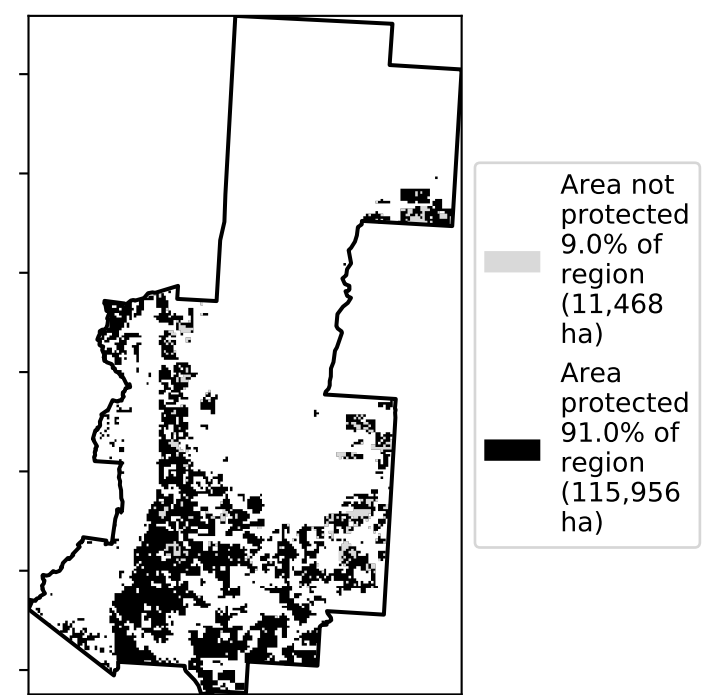 Area not
protected
9.0% of
region
(11,468
ha)
Area
protected
91.0% of
region
(115,956
ha)